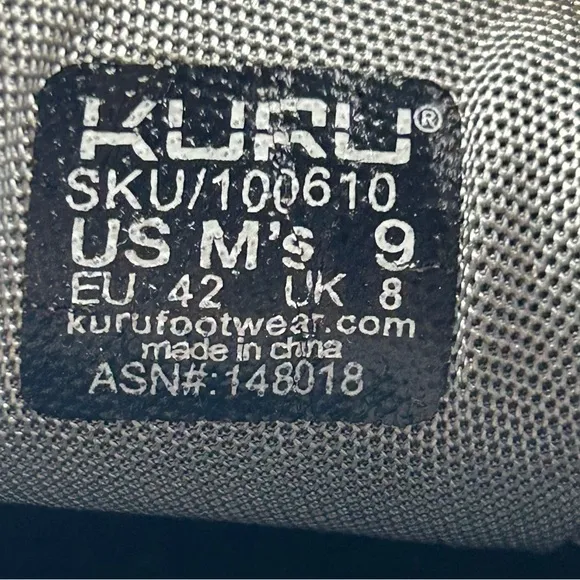 KURU®
SKU/100610
US M's 9
EU 42 UK 8
kurufootwear.com
made in china
ASN#:148018